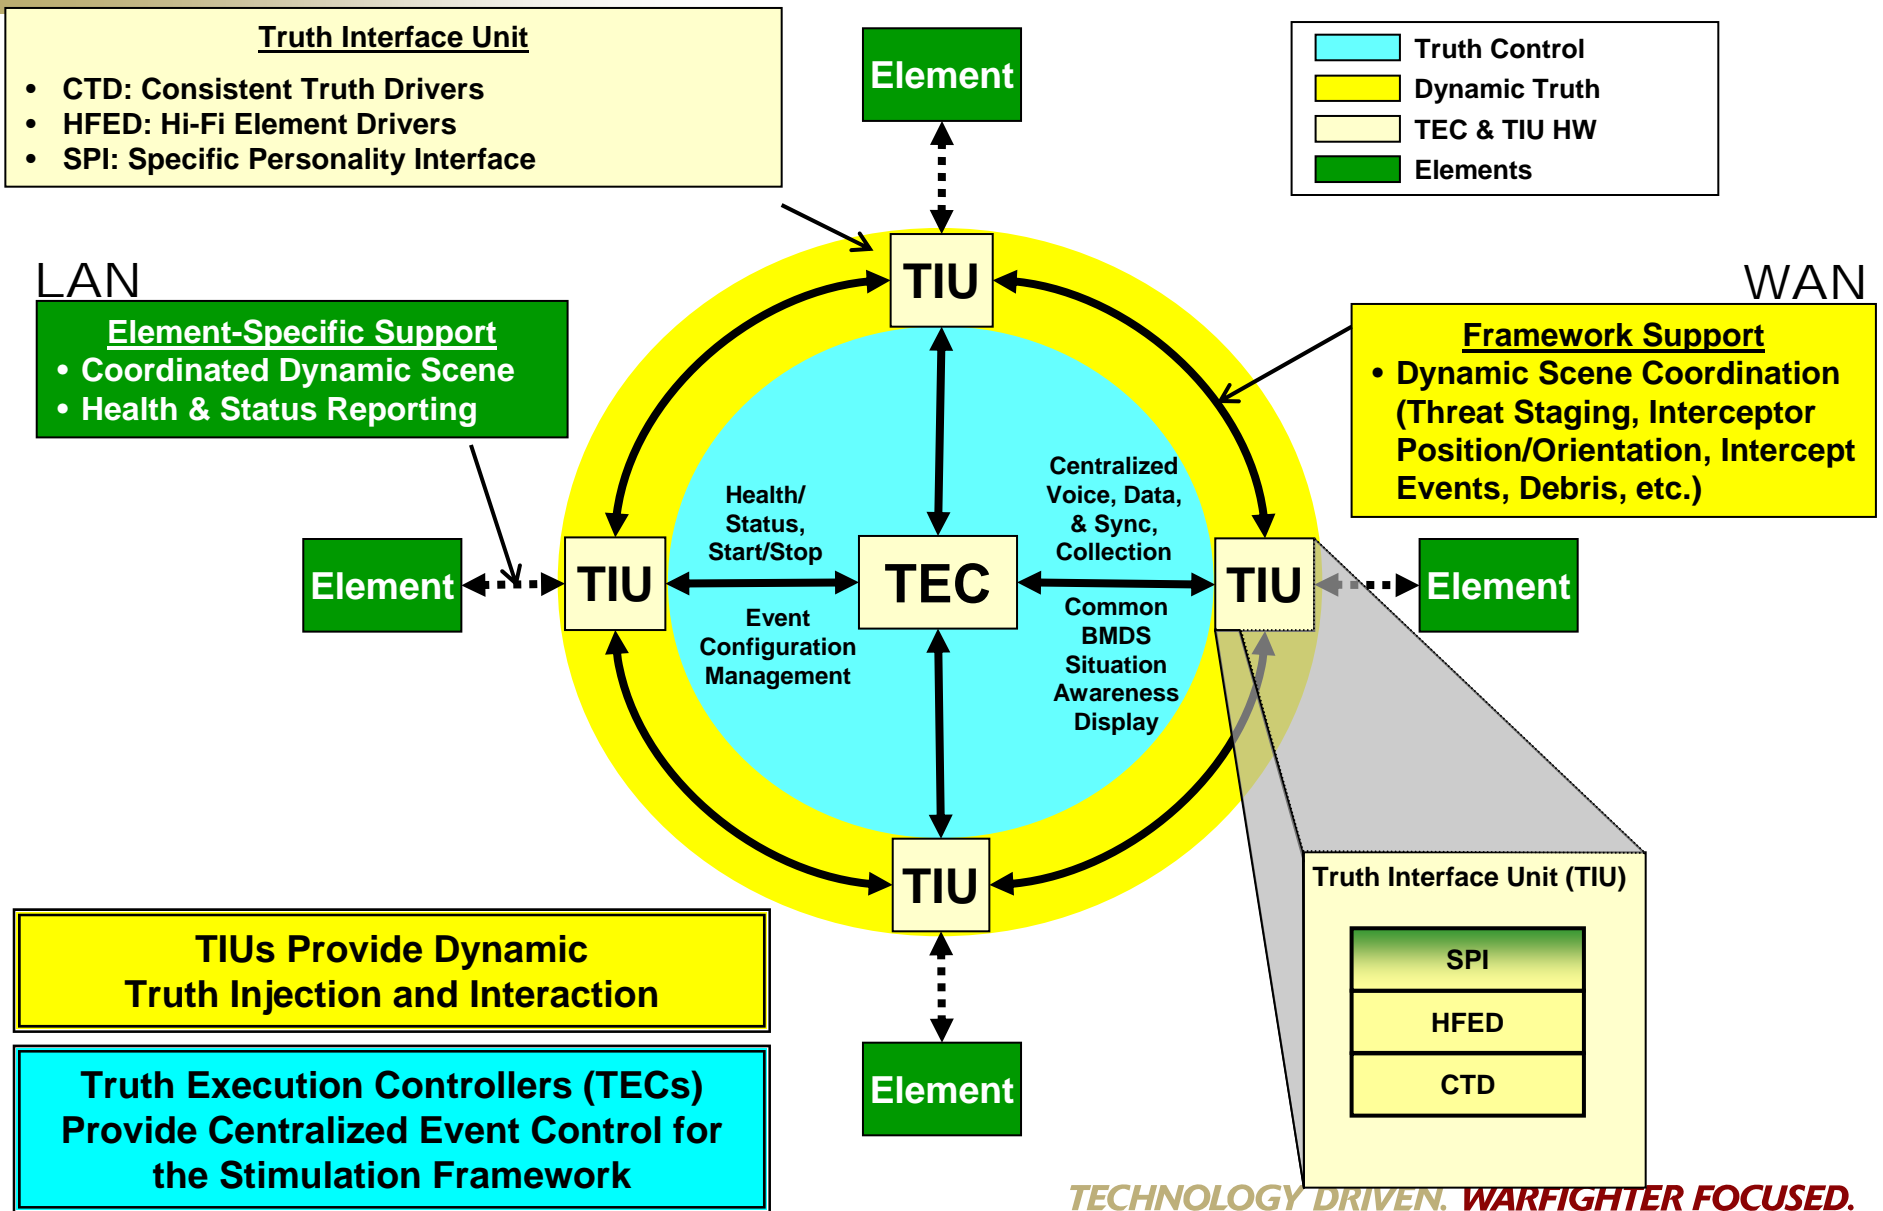 Truth Interface Unit
• CTD: Consistent Truth Drivers
• HFED: Hi-Fi Element Drivers
• SPI: Specific Personality Interface
Element
Truth Control
Dynamic Truth
TEC & TIU HW
Elements
LAN
Element-Specific Support
• Coordinated Dynamic Scene
• Health & Status Reporting
WAN
Framework Support
• Dynamic Scene Coordination
(Threat Staging, Interceptor
Position/Orientation, Intercept
Events, Debris, etc.)
TIU
Health/
Status,
Start/Stop
Centralized
Voice, Data,
& Sync,
Collection
Element
TIU
TEC
TIU
Element
Event
Configuration
Management
Common
BMDS
Situation
Awareness
Display
TIU
Element
Truth Interface Unit (TIU)
SPI
HFED
CTD
TIUs Provide Dynamic
Truth Injection and Interaction
Truth Execution Controllers (TECs)
Provide Centralized Event Control for
the Stimulation Framework
TECHNOLOGY DRIVEN. WARFIGHTER FOCUSED.